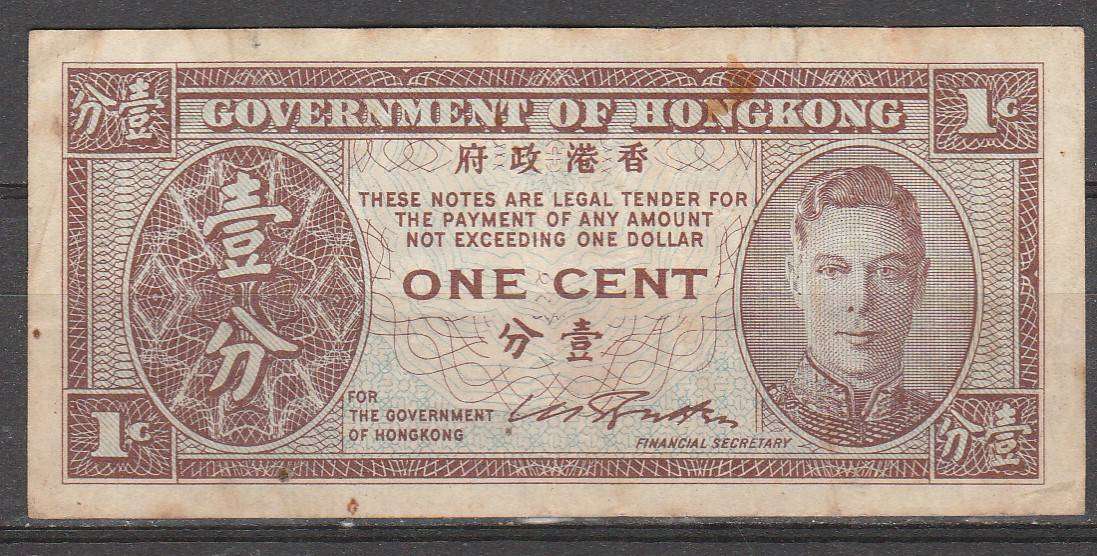 壹分
GOVERNMENT OF HONGKONG
1C
府政港香
THESE NOTES ARE LEGAL TENDER FOR
THE PAYMENT OF ANY AMOUNT
NOT EXCEEDING ONE DOLLAR
ONE CENT
分壹
壹
分
FOR
THE GOVERNMENT
OF HONGKONG
FINANCIAL SECRETARY
1C
壹分